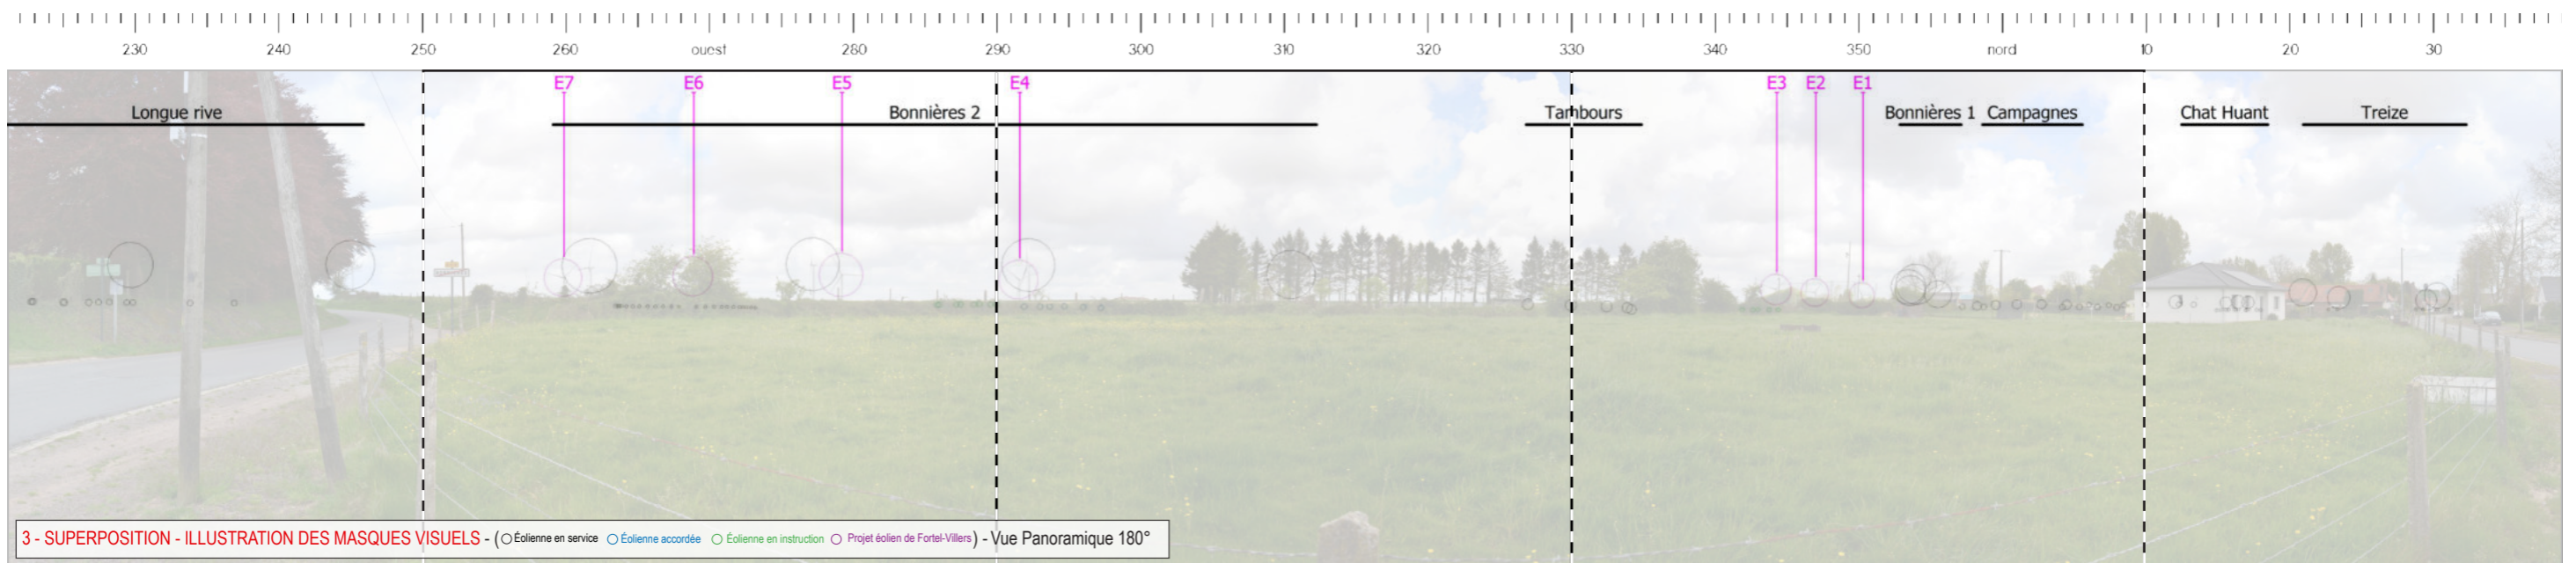 230 240 250 260 ouest 280 290 300 310 320 330 340 350 nord 10 20 30
E7 E6 E5 E4 E3 E2 E1
Longue rive Bonnières 2 Tambours Bonnières 1 Campagnes Chat Huant Treize
3 - SUPERPOSITION - ILLUSTRATION DES MASQUES VISUELS - ( Éolienne en service Éolienne accordée Éolienne en instruction Projet éolien de Fortel-Villers ) - Vue Panoramique 180°